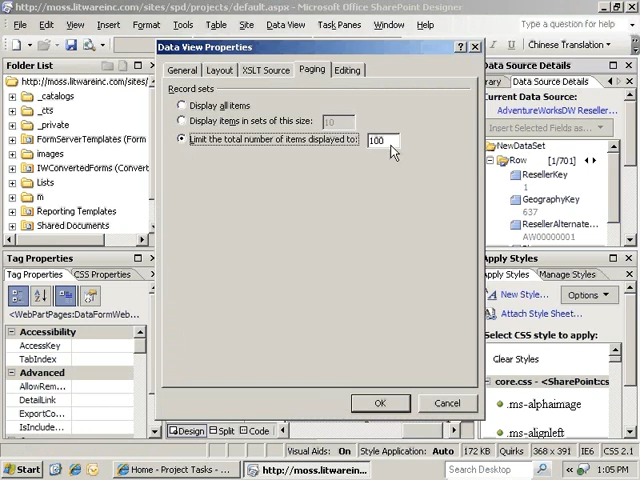 http://moss.litwareinc.com/sites/spd/projects/default.aspx - Microsoft Office SharePoint Designer
File Edit View Insert Format Tools Table Site Data View Task Panes Window Help
Type a question for help
Chinese Translation
Folder List
http://moss.litwareinc.com/sites/
_catalogs
_cts
_private
FormServerTemplates (Form
images
IWConvertedForms (Converted
Lists
m
Reporting Templates
Shared Documents
Tag Properties CSS Properties
<WebPartPages:DataFormWeb...
Accessibility
AccessKey
TabIndex
Advanced
AllowRem...
DetailLink
ExportCo...
IsInclude...
Data View Properties
General Layout XSLT Source Paging Editing
Record sets
Display all items
Display items in sets of this size: 10
Limit the total number of items displayed to: 100
OK Cancel
Design Split Code
Data Source Details
Data Source Details
Current Data Source:
AdventureWorksDW Reseller...
Insert Selected Fields as...
NewDataSet
Row [1/701]
ResellerKey
1
GeographyKey
637
ResellerAlternate...
AW00000001
Apply Styles
Apply Styles Manage Styles
New Style... Options
Attach Style Sheet...
Select CSS style to apply:
Clear Styles
core.css - <SharePoint:css
.ms-alphaimage
.ms-alignleft
Visual Aids: On Style Application: Auto 172 KB Quirks 368 x 391 IE6 CSS 2.1
Start Home - Project Tasks - ... http://moss.litwarein... Search Desktop 1:05 PM